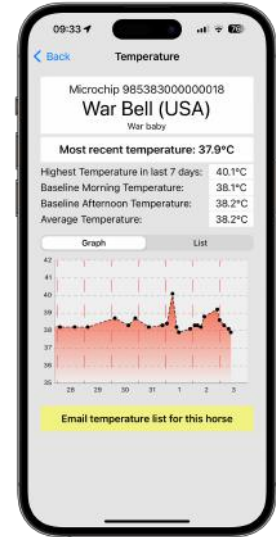 09:33
Back
Temperature
Microchip 985383000000018
War Bell (USA)
War baby
Most recent temperature: 37.9°C
Highest Temperature in last 7 days: 40.1°C
Baseline Morning Temperature: 38.1°C
Baseline Afternoon Temperature: 38.2°C
Average Temperature: 38.2°C
Graph List
42
41
40
39
38
37
36
35
28 29 30 31 1 2 3
Email temperature list for this horse